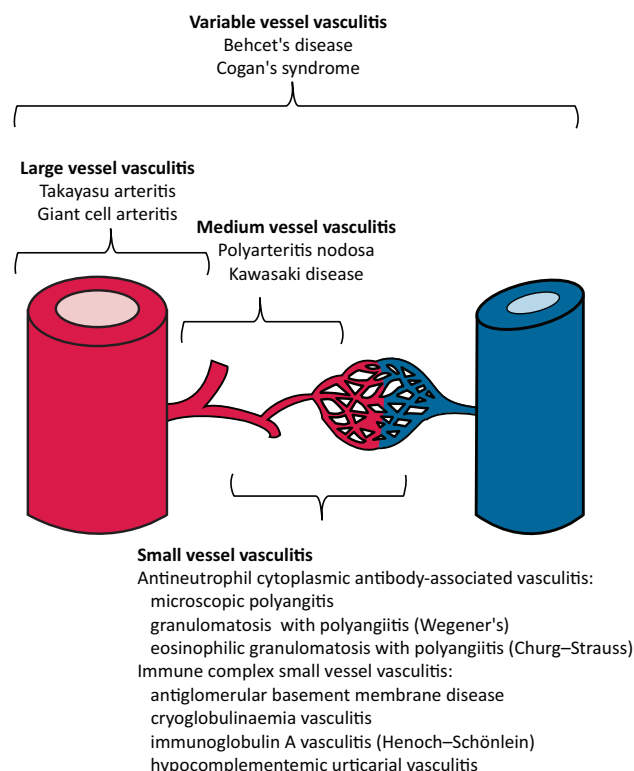 Variable vessel vasculitis
Behcet's disease
Cogan's syndrome
Large vessel vasculitis
Takayasu arteritis
Giant cell arteritis
Medium vessel vasculitis
Polyarteritis nodosa
Kawasaki disease
Small vessel vasculitis
Antineutrophil cytoplasmic antibody-associated vasculitis:
microscopic polyangitis
granulomatosis with polyangiitis (Wegener's)
eosinophilic granulomatosis with polyangiitis (Churg–Strauss)
Immune complex small vessel vasculitis:
antiglomerular basement membrane disease
cryoglobulinaemia vasculitis
immunoglobulin A vasculitis (Henoch–Schönlein)
hypocomplementemic urticarial vasculitis